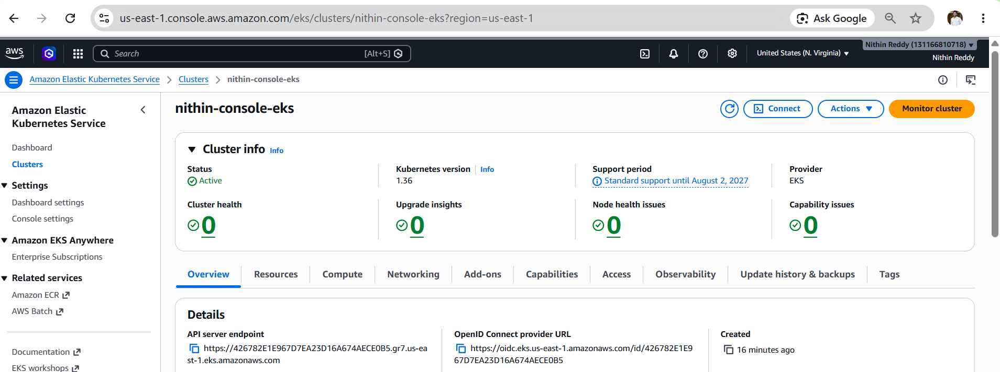 us-east-1.console.aws.amazon.com/eks/clusters/nithin-console-eks?region=us-east-1
Ask Google
aws
Search
[Alt+S]
United States (N. Virginia)
Nithin Reddy (131166810718)
Nithin Reddy
Amazon Elastic Kubernetes Service
Clusters
nithin-console-eks
Amazon Elastic
Kubernetes Service
Dashboard
Clusters
Settings
Dashboard settings
Console settings
Amazon EKS Anywhere
Enterprise Subscriptions
Related services
Amazon ECR
AWS Batch
Documentation
EKS workshops
nithin-console-eks
Connect
Actions
Monitor cluster
Cluster info Info
Status
Active
Kubernetes version Info
1.36
Support period
Standard support until August 2, 2027
Provider
EKS
Cluster health
0
Upgrade insights
0
Node health issues
0
Capability issues
0
Overview
Resources
Compute
Networking
Add-ons
Capabilities
Access
Observability
Update history & backups
Tags
Details
API server endpoint
https://426782E1E967D7EA23D16A674AECE0B5.gr7.us-ea
st-1.eks.amazonaws.com
OpenID Connect provider URL
https://oidc.eks.us-east-1.amazonaws.com/id/426782E1E9
67D7EA23D16A674AECE0B5
Created
16 minutes ago